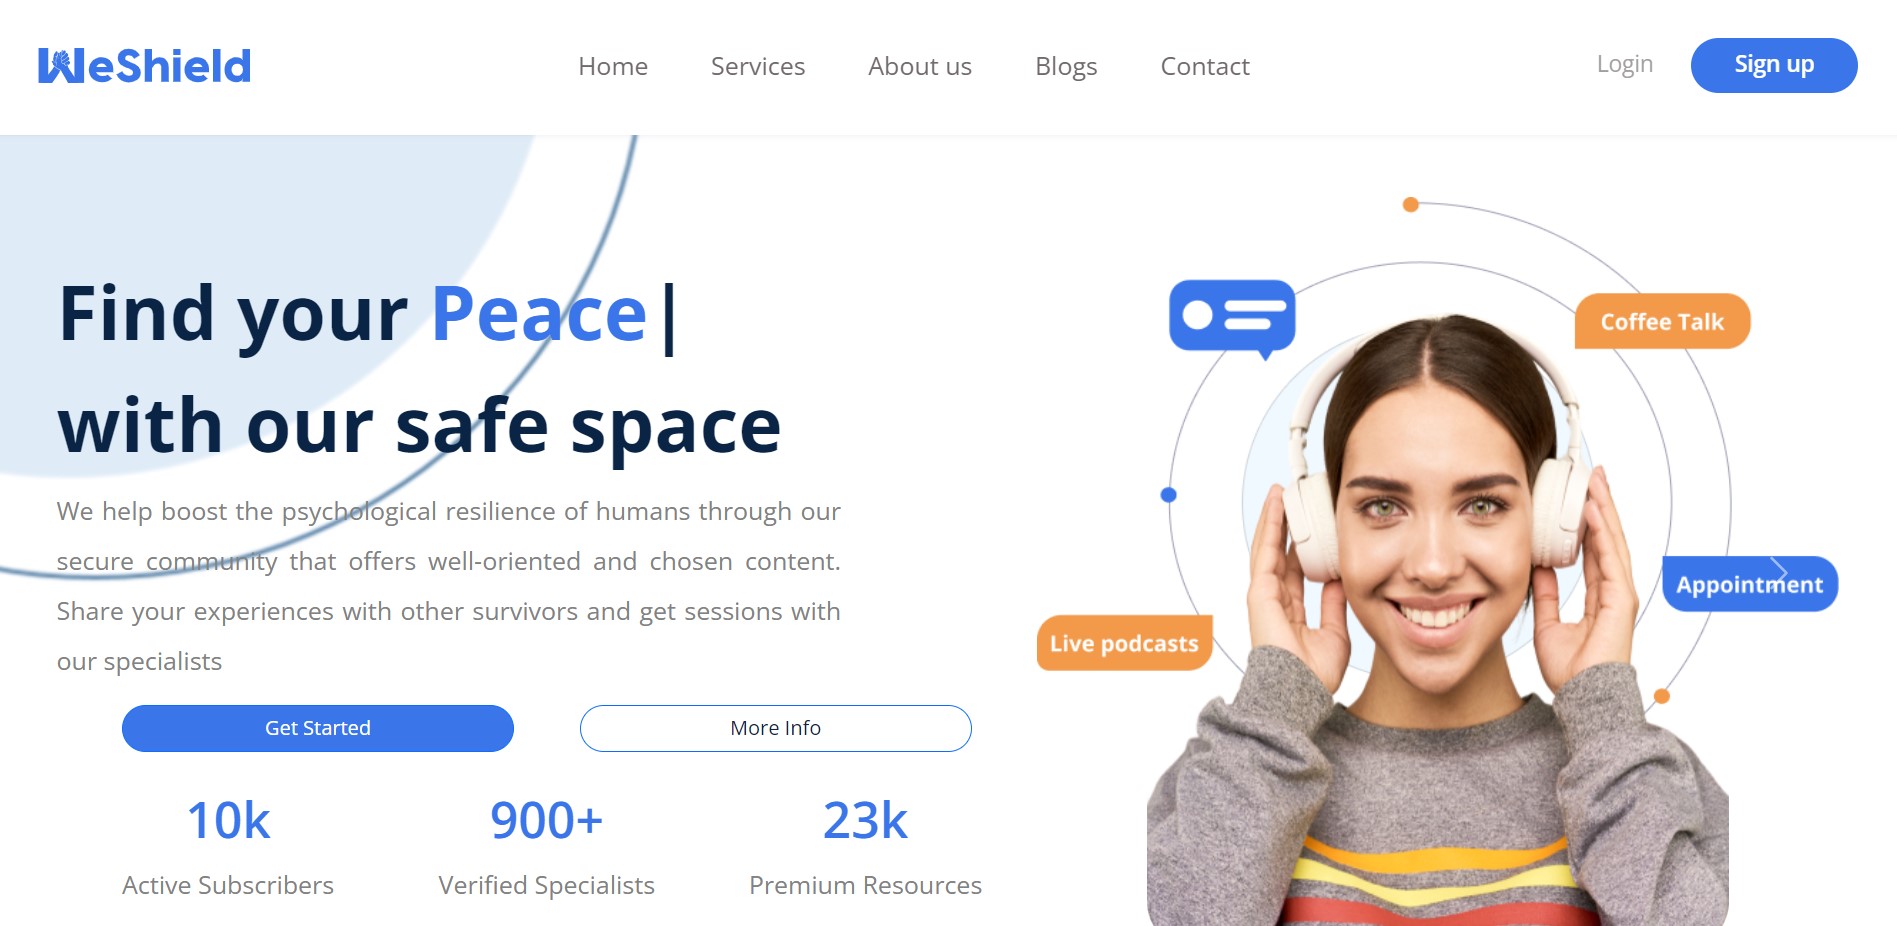 WeShield
Home
Services
About us
Blogs
Contact
Login
Sign up
Find your Peace|
with our safe space
We help boost the psychological resilience of humans through our
secure community that offers well-oriented and chosen content.
Share your experiences with other survivors and get sessions with
our specialists
Get Started
More Info
10k
Active Subscribers
900+
Verified Specialists
23k
Premium Resources
Coffee Talk
Appointment
Live podcasts